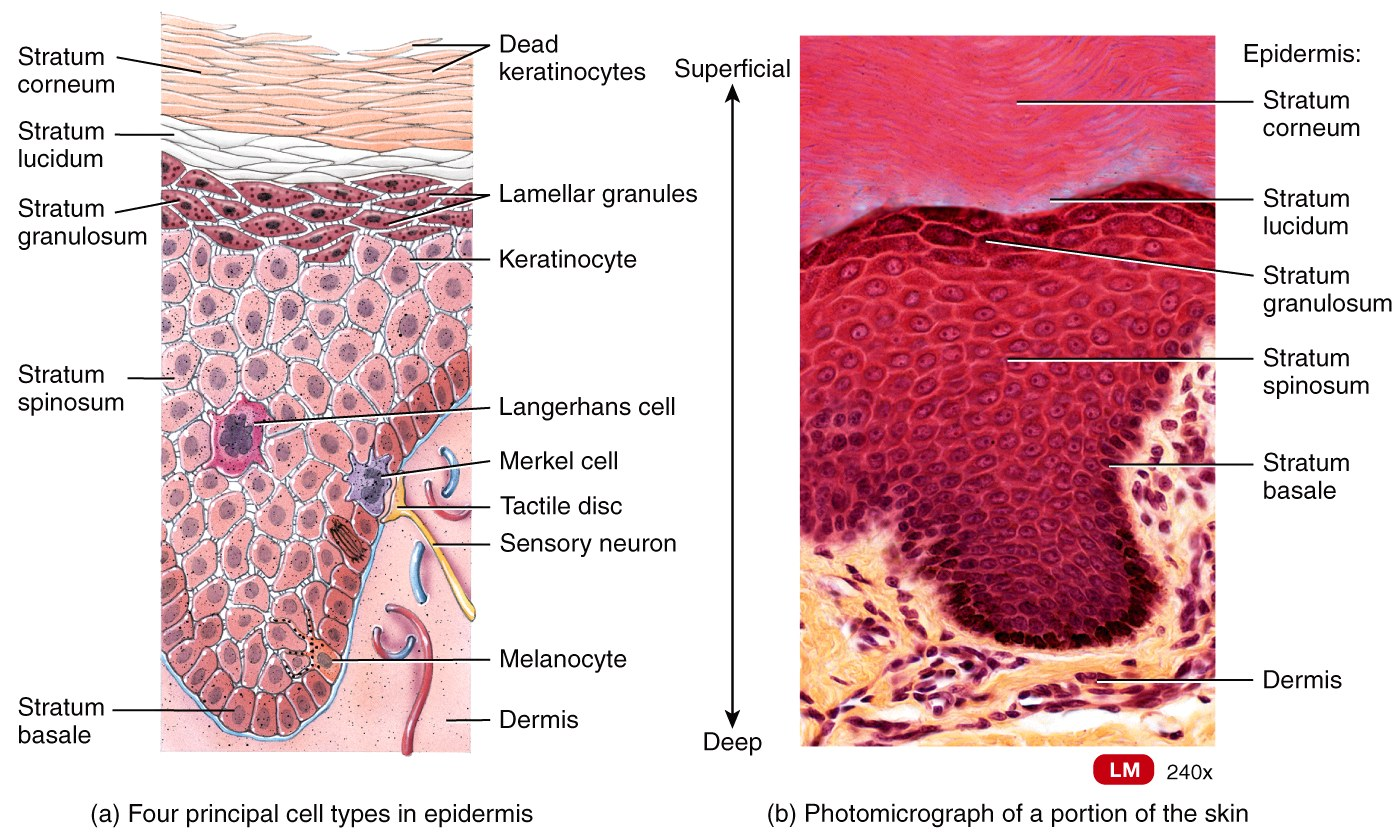 Stratum
corneum
Stratum
lucidum
Stratum
granulosum
Stratum
spinosum
Stratum
basale
Dead
keratinocytes
Lamellar granules
Keratinocyte
Langerhans cell
Merkel cell
Tactile disc
Sensory neuron
Melanocyte
Dermis
(a) Four principal cell types in epidermis
Superficial
Deep
Epidermis:
Stratum
corneum
Stratum
lucidum
Stratum
granulosum
Stratum
spinosum
Stratum
basale
Dermis
LM 240x
(b) Photomicrograph of a portion of the skin